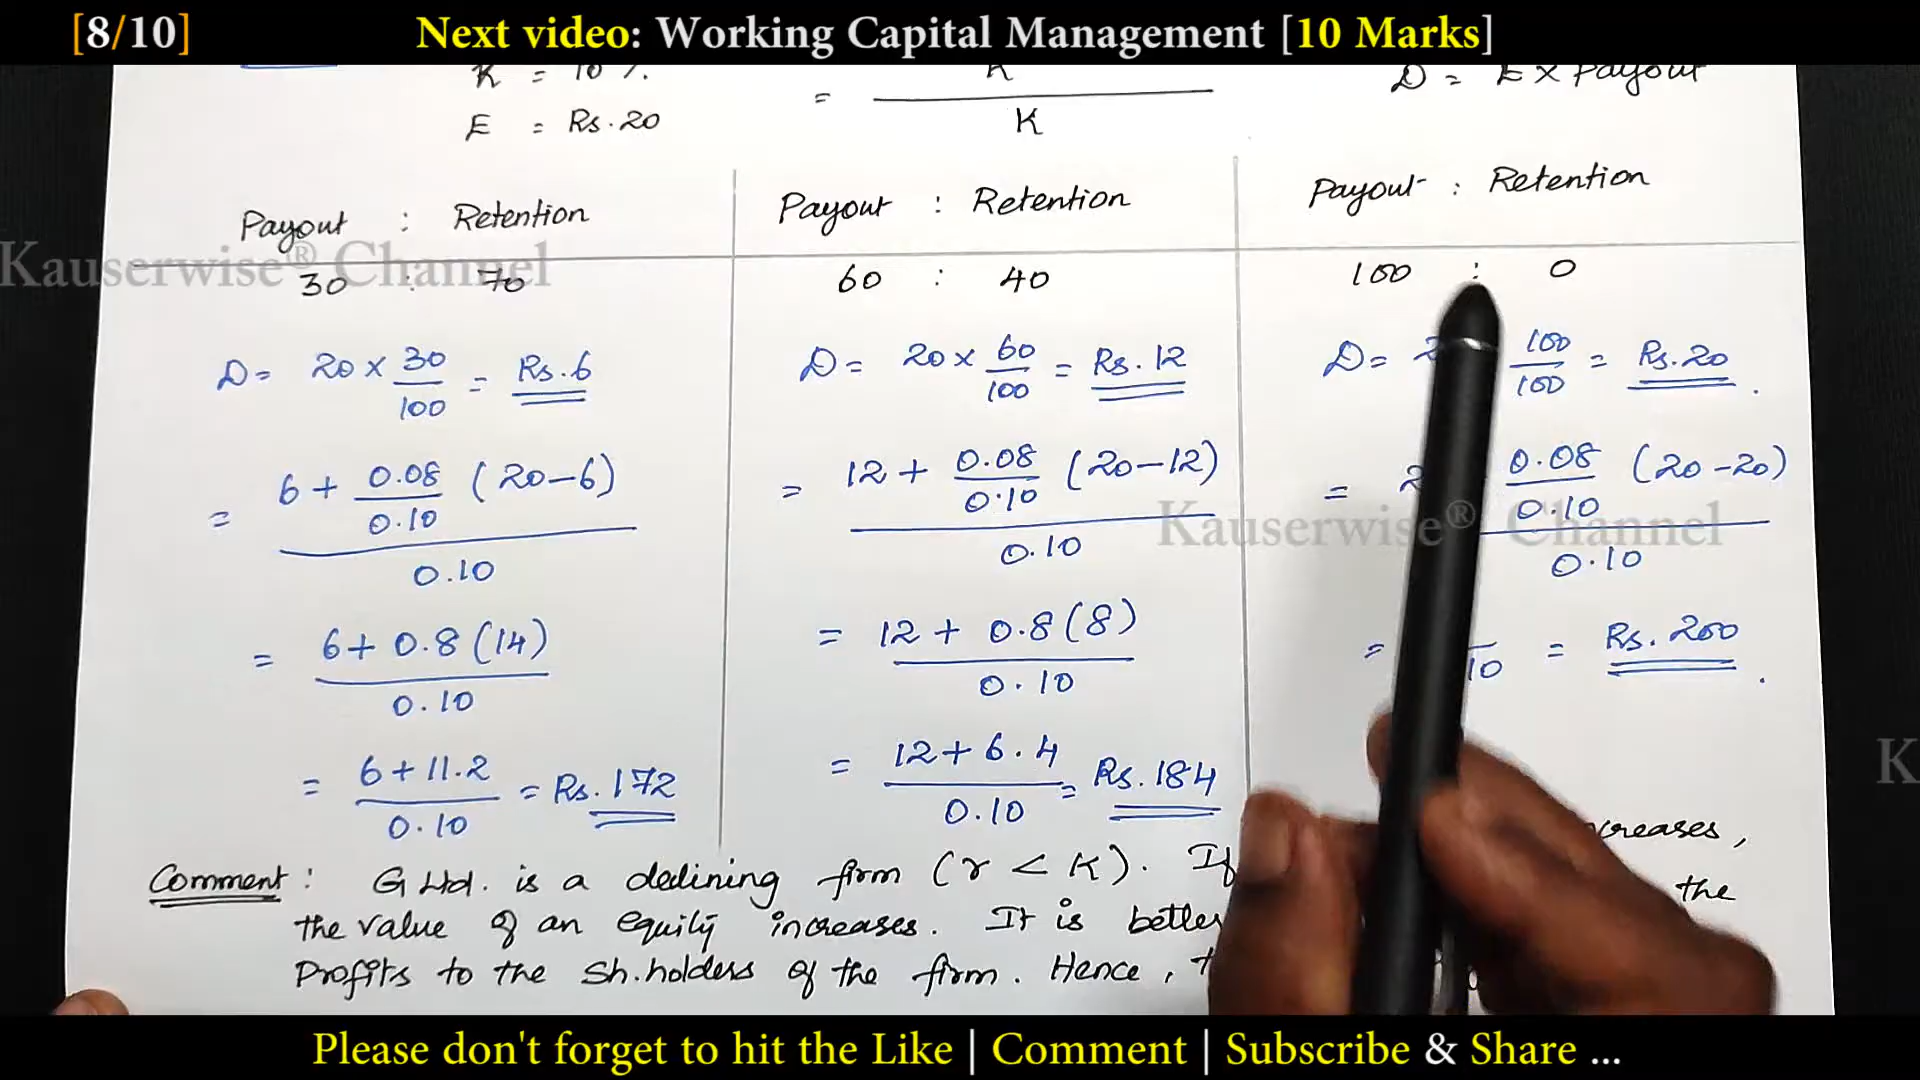 [8/10] Next video: Working Capital Management [10 Marks]
K = 10 %.
E = Rs. 20
= K
K
D = E x Payout
Payout : Retention
30 : 70
D = 20 x 30/100 = Rs. 6
= 6 + 0.08/0.10 (20-6)
0.10
= 6 + 0.8 (14)
0.10
= 6 + 11.2
0.10 = Rs. 172
Payout : Retention
60 : 40
D = 20 x 60/100 = Rs. 12
= 12 + 0.08/0.10 (20-12)
0.10
= 12 + 0.8 (8)
0.10
= 12 + 6.4
0.10 = Rs. 184
Payout : Retention
100 : 0
D = 100/100 = Rs. 20
= 0.08/0.10 (20-20)
0.10
= 10 = Rs. 200
Comment : G Ltd. is a declining firm (r < K). If creases,
the value of an equity increases. It is better the
Profits to the Sh.holders of the firm. Hence,
Kauserwise® Channel
Kauserwise® Channel
K
Please don't forget to hit the Like | Comment | Subscribe & Share ...